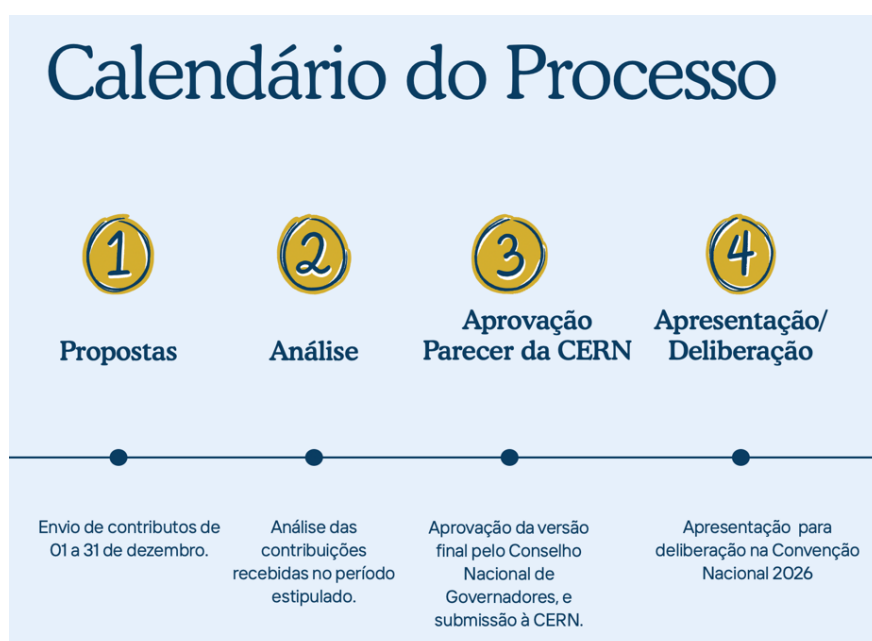 Calendário do Processo
1
Propostas
Envio de contributos de
01 a 31 de dezembro.
2
Análise
Análise das
contribuições
recebidas no período
estipulado.
3
Aprovação
Parecer da CERN
Aprovação da versão
final pelo Conselho
Nacional de
Governadores, e
submissão à CERN.
4
Apresentação/
Deliberação
Apresentação para
deliberação na Convenção
Nacional 2026